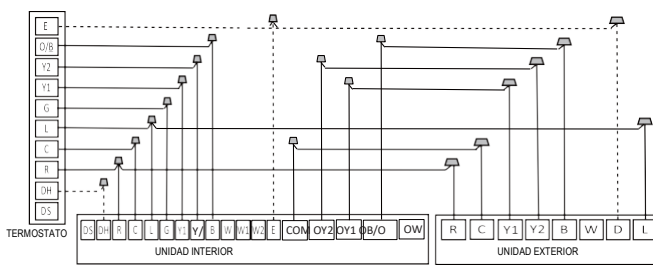 E
O/B
Y2
Y1
G
L
C
R
DH
DS
TERMOSTATO
DS DH R C L G Y1 Y/ B W W1 W2 E COM OY2 OY1 OB/O OW
UNIDAD INTERIOR
R C Y1 Y2 B W D L
UNIDAD EXTERIOR